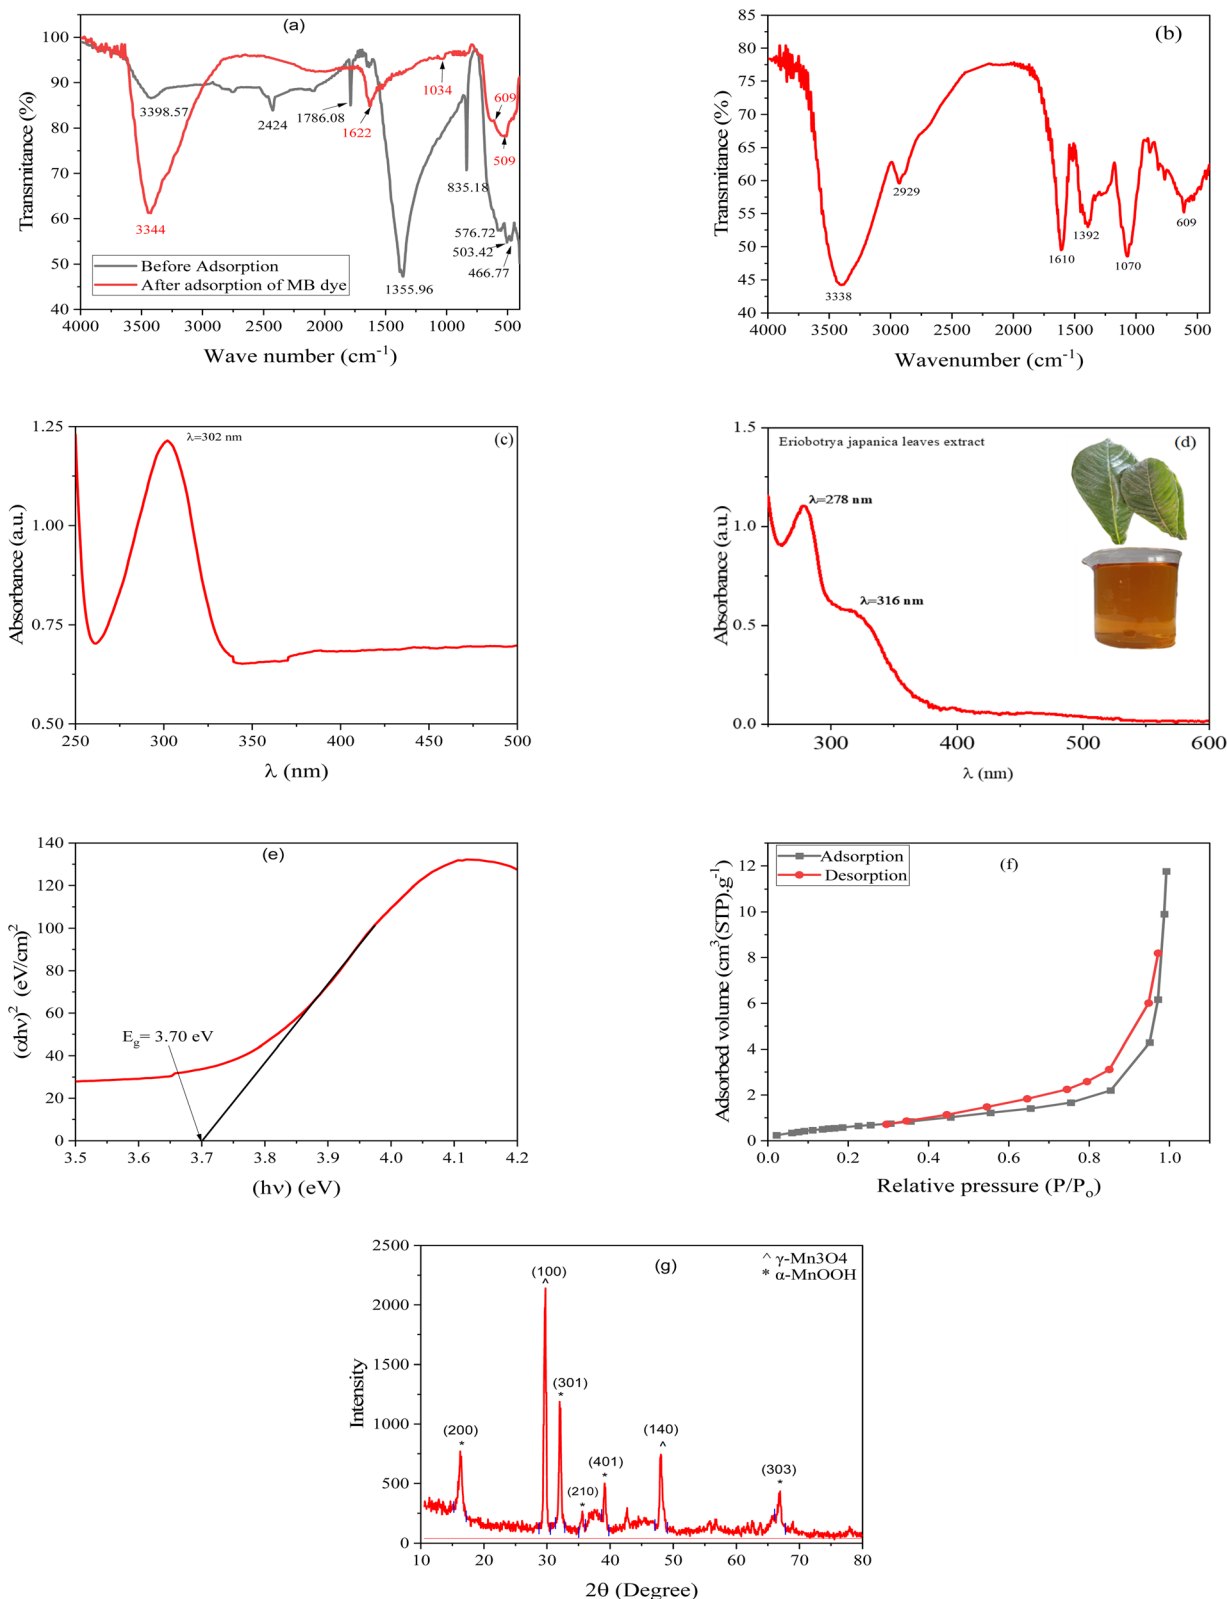 (a)
100
90
80
70
60
50
40
Transmitance (%)
3398.57
2424
1786.08
1622
1034
609
509
835.18
3344
576.72
503.42
466.77
1355.96
Before Adsorption
After adsorption of MB dye
4000 3500 3000 2500 2000 1500 1000 500
Wave number (cm⁻¹)
(b)
85
80
75
70
65
60
55
50
45
40
Transmitance (%)
2929
1392
609
1610
1070
3338
4000 3500 3000 2500 2000 1500 1000 500
Wavenumber (cm⁻¹)
(c)
λ=302 nm
1.25
1.00
0.75
0.50
Absorbance (a.u.)
250 300 350 400 450 500
λ (nm)
(d)
Eriobotrya japanica leaves extract
λ=278 nm
λ=316 nm
1.5
1.0
0.5
0.0
Absorbance (a.u.)
300 400 500 600
λ (nm)
(e)
140
120
100
80
60
40
20
0
(αhν)² (eV/cm)²
E_g= 3.70 eV
3.5 3.6 3.7 3.8 3.9 4.0 4.1 4.2
(hν) (eV)
(f)
Adsorption
Desorption
12
10
8
6
4
2
0
Adsorbed volume (cm³(STP).g⁻¹)
0.0 0.2 0.4 0.6 0.8 1.0
Relative pressure (P/P₀)
(g)
^ γ-Mn3O4
* α-MnOOH
2500
2000
1500
1000
500
0
Intensity
(100)
^
(301)
*
(200)
*
(140)
^
(401)
*
(210)
*
(303)
*
10 20 30 40 50 60 70 80
2θ (Degree)